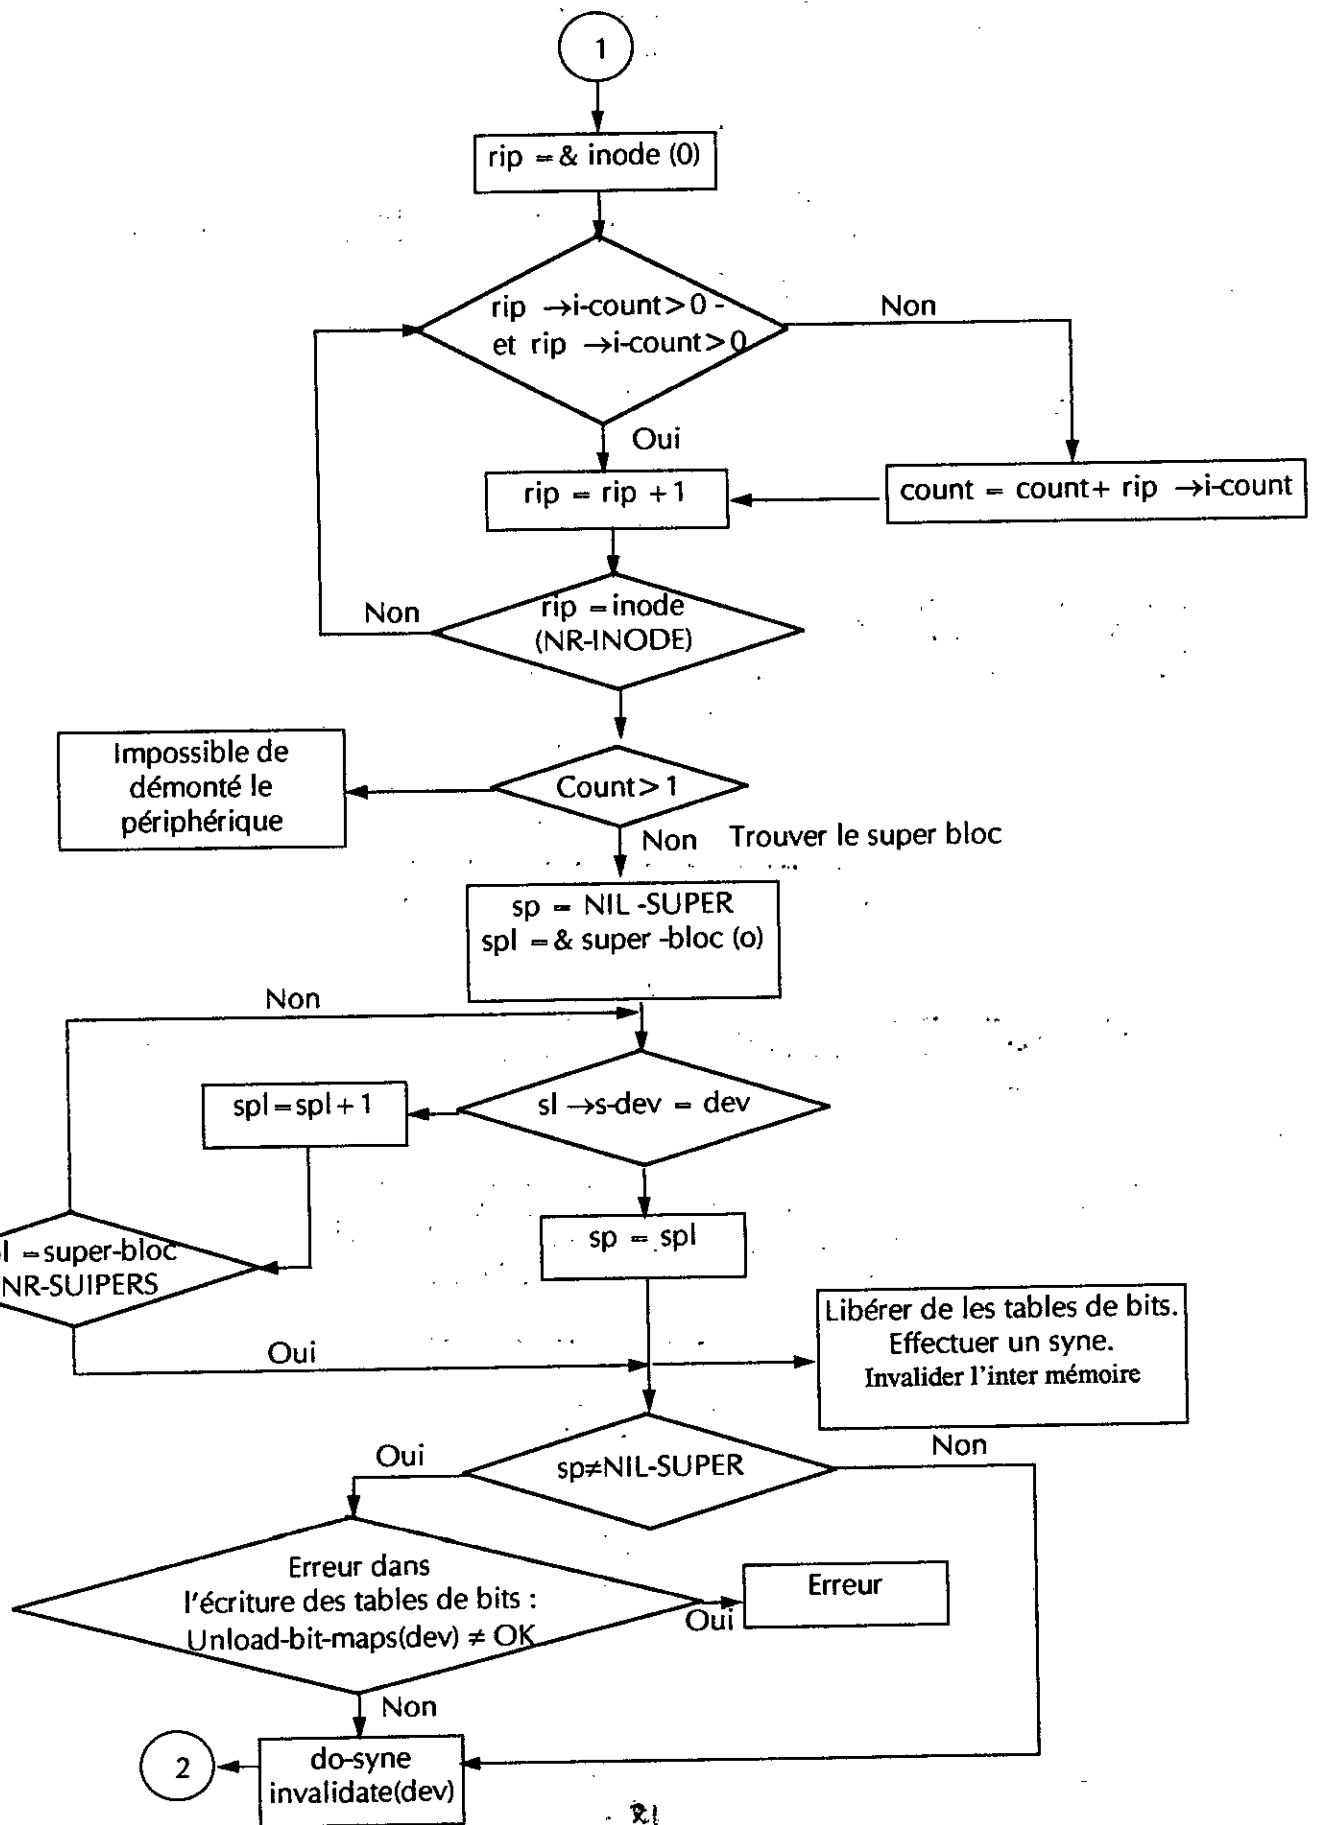 1
rip = & inode (0)
rip →i-count>0 -
et rip →i-count>0
Non
Oui
rip = rip +1
count = count+ rip →i-count
Non
rip = inode
(NR-INODE)
Impossible de
démonté le
périphérique
Count>1
Non
Trouver le super bloc
sp = NIL -SUPER
spl = & super -bloc (o)
Non
spl=spl+1
sl →s-dev = dev
sp = spl
l =super-bloc
NR-SUIPERS
Libérer de les tables de bits.
Effectuer un syne.
Invalider l'inter mémoire
Oui
Oui
sp≠NIL-SUPER
Non
Erreur dans
l'écriture des tables de bits :
Unload-bit-maps(dev) ≠ OK
Oui
Erreur
Non
2
do-syne
invalidate(dev)
21